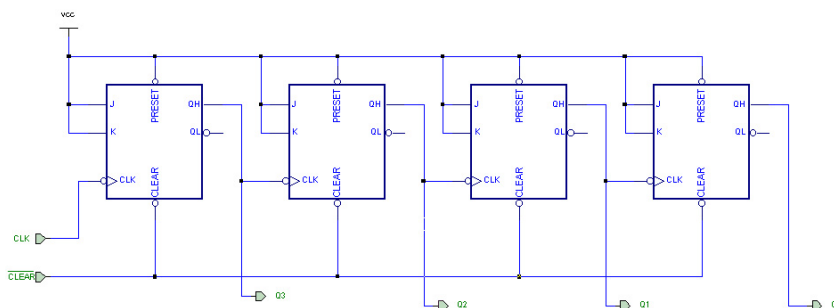 VCC
J QH PRESET K QL CLK CLEAR
J QH PRESET K QL CLK CLEAR
J QH PRESET K QL CLK CLEAR
J QH PRESET K QL CLK CLEAR
CLK
CLEAR
Q3
Q2
Q1